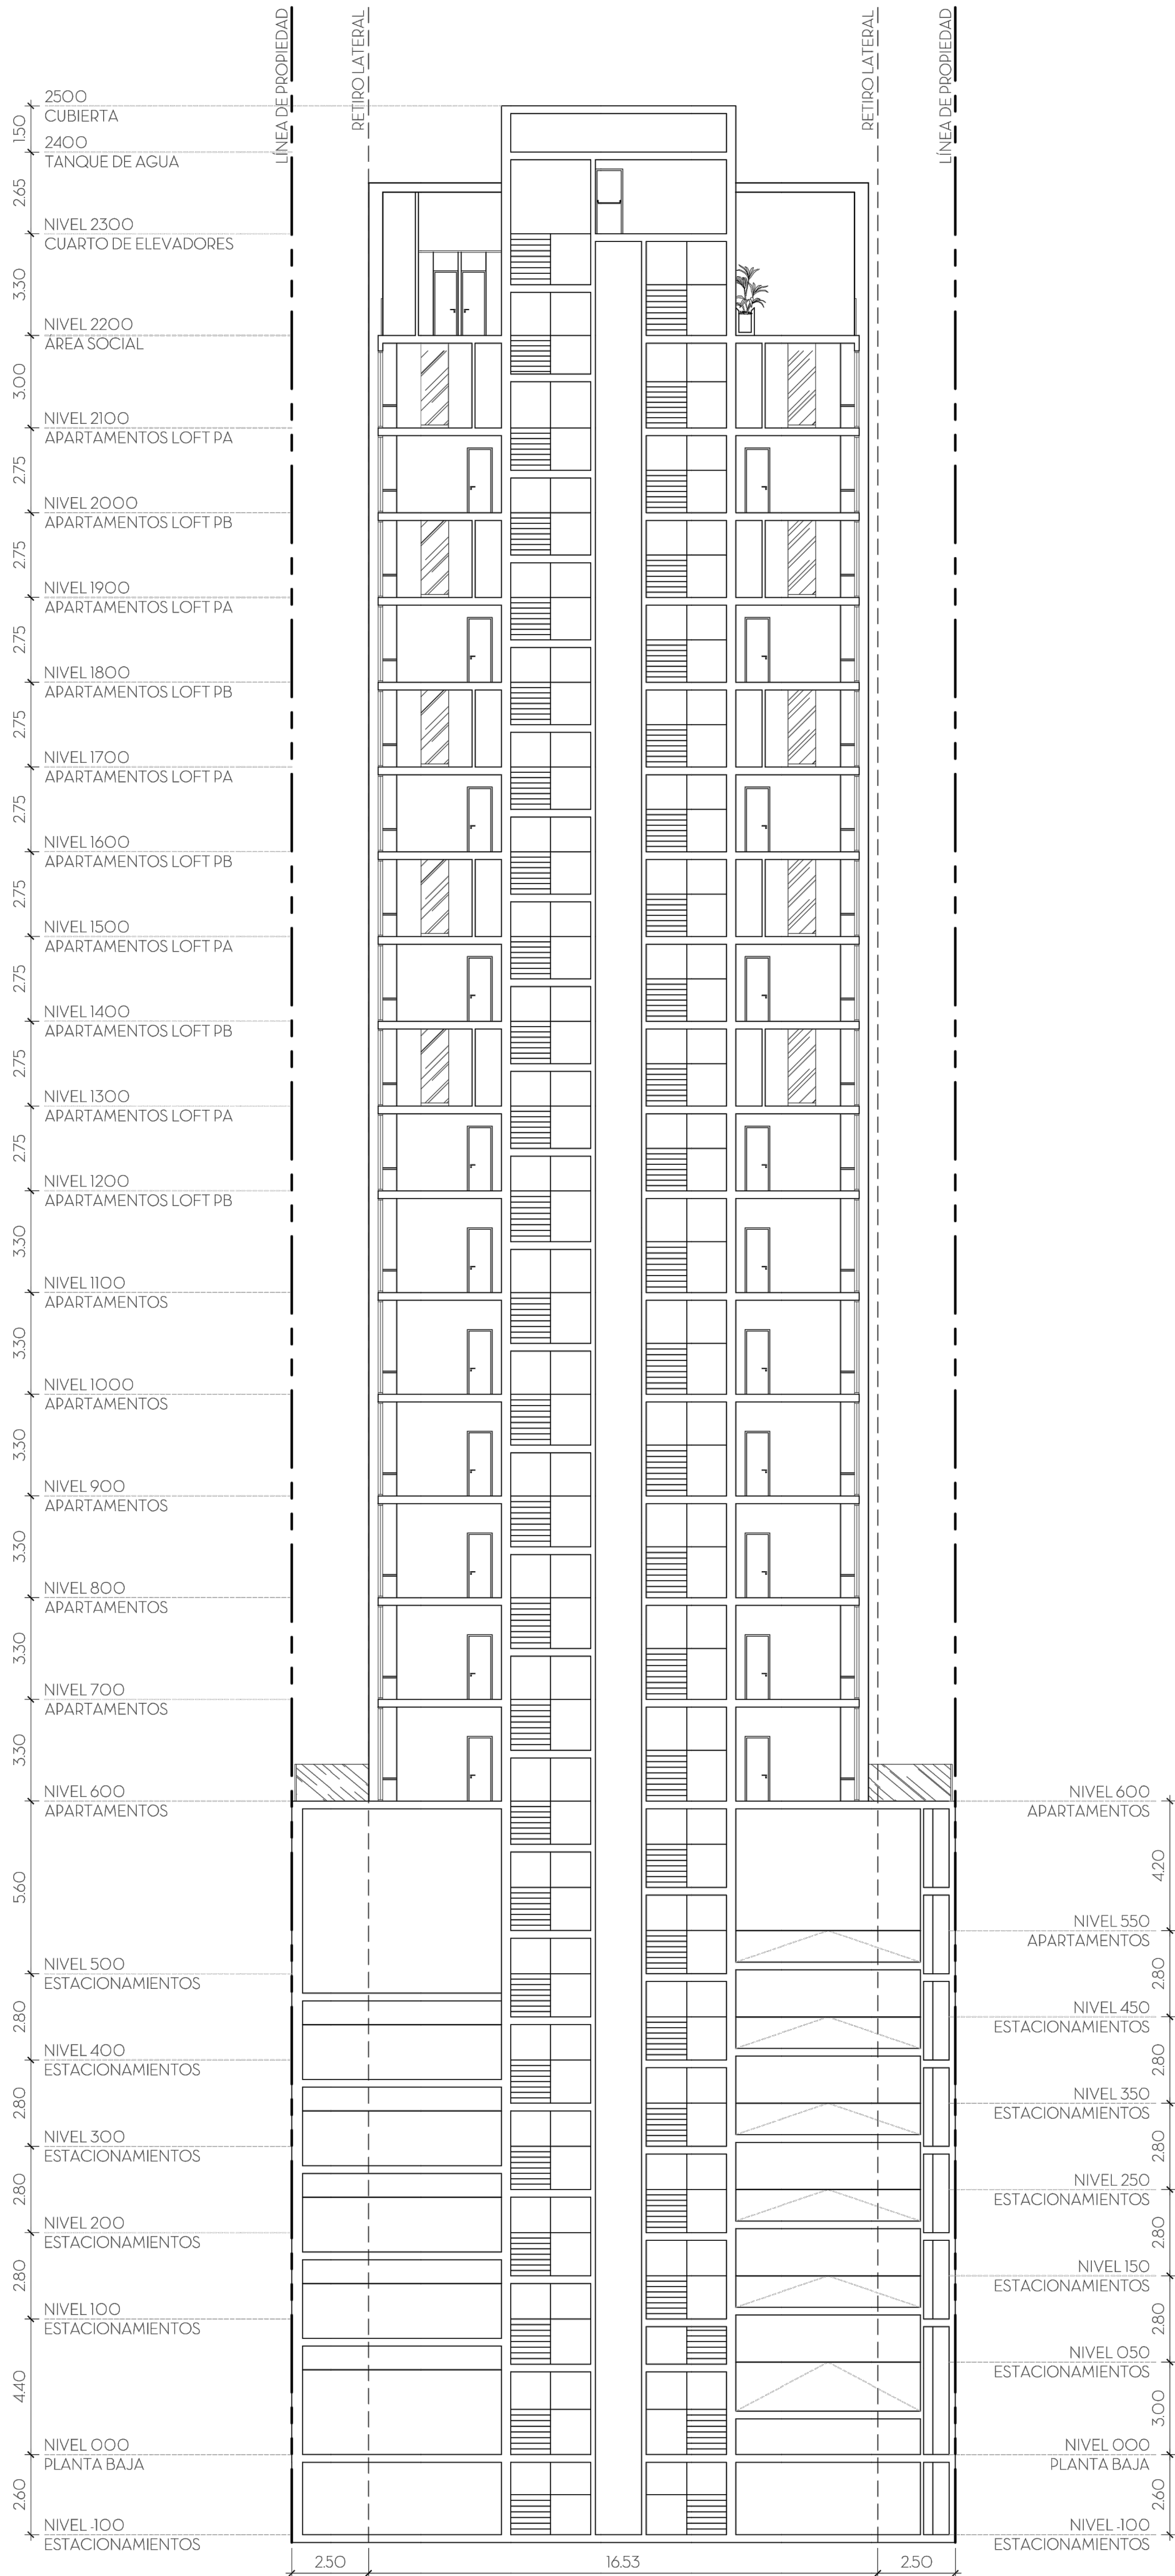 LÍNEA DE PROPIEDAD
RETIRO LATERAL
RETIRO LATERAL
LÍNEA DE PROPIEDAD
2500
CUBIERTA
1.50
2400
TANQUE DE AGUA
2.65
NIVEL 2300
CUARTO DE ELEVADORES
3.30
NIVEL 2200
ÁREA SOCIAL
3.00
NIVEL 2100
APARTAMENTOS LOFT PA
2.75
NIVEL 2000
APARTAMENTOS LOFT PB
2.75
NIVEL 1900
APARTAMENTOS LOFT PA
2.75
NIVEL 1800
APARTAMENTOS LOFT PB
2.75
NIVEL 1700
APARTAMENTOS LOFT PA
2.75
NIVEL 1600
APARTAMENTOS LOFT PB
2.75
NIVEL 1500
APARTAMENTOS LOFT PA
2.75
NIVEL 1400
APARTAMENTOS LOFT PB
2.75
NIVEL 1300
APARTAMENTOS LOFT PA
2.75
NIVEL 1200
APARTAMENTOS LOFT PB
3.30
NIVEL 1100
APARTAMENTOS
3.30
NIVEL 1000
APARTAMENTOS
3.30
NIVEL 900
APARTAMENTOS
3.30
NIVEL 800
APARTAMENTOS
3.30
NIVEL 700
APARTAMENTOS
3.30
NIVEL 600
APARTAMENTOS
5.60
NIVEL 500
ESTACIONAMIENTOS
2.80
NIVEL 400
ESTACIONAMIENTOS
2.80
NIVEL 300
ESTACIONAMIENTOS
2.80
NIVEL 200
ESTACIONAMIENTOS
2.80
NIVEL 100
ESTACIONAMIENTOS
4.40
NIVEL 000
PLANTA BAJA
2.60
NIVEL -100
ESTACIONAMIENTOS
NIVEL 600
APARTAMENTOS
4.20
NIVEL 550
APARTAMENTOS
2.80
NIVEL 450
ESTACIONAMIENTOS
2.80
NIVEL 350
ESTACIONAMIENTOS
2.80
NIVEL 250
ESTACIONAMIENTOS
2.80
NIVEL 150
ESTACIONAMIENTOS
2.80
NIVEL 050
ESTACIONAMIENTOS
3.00
NIVEL 000
PLANTA BAJA
2.60
NIVEL -100
ESTACIONAMIENTOS
2.50
16.53
2.50